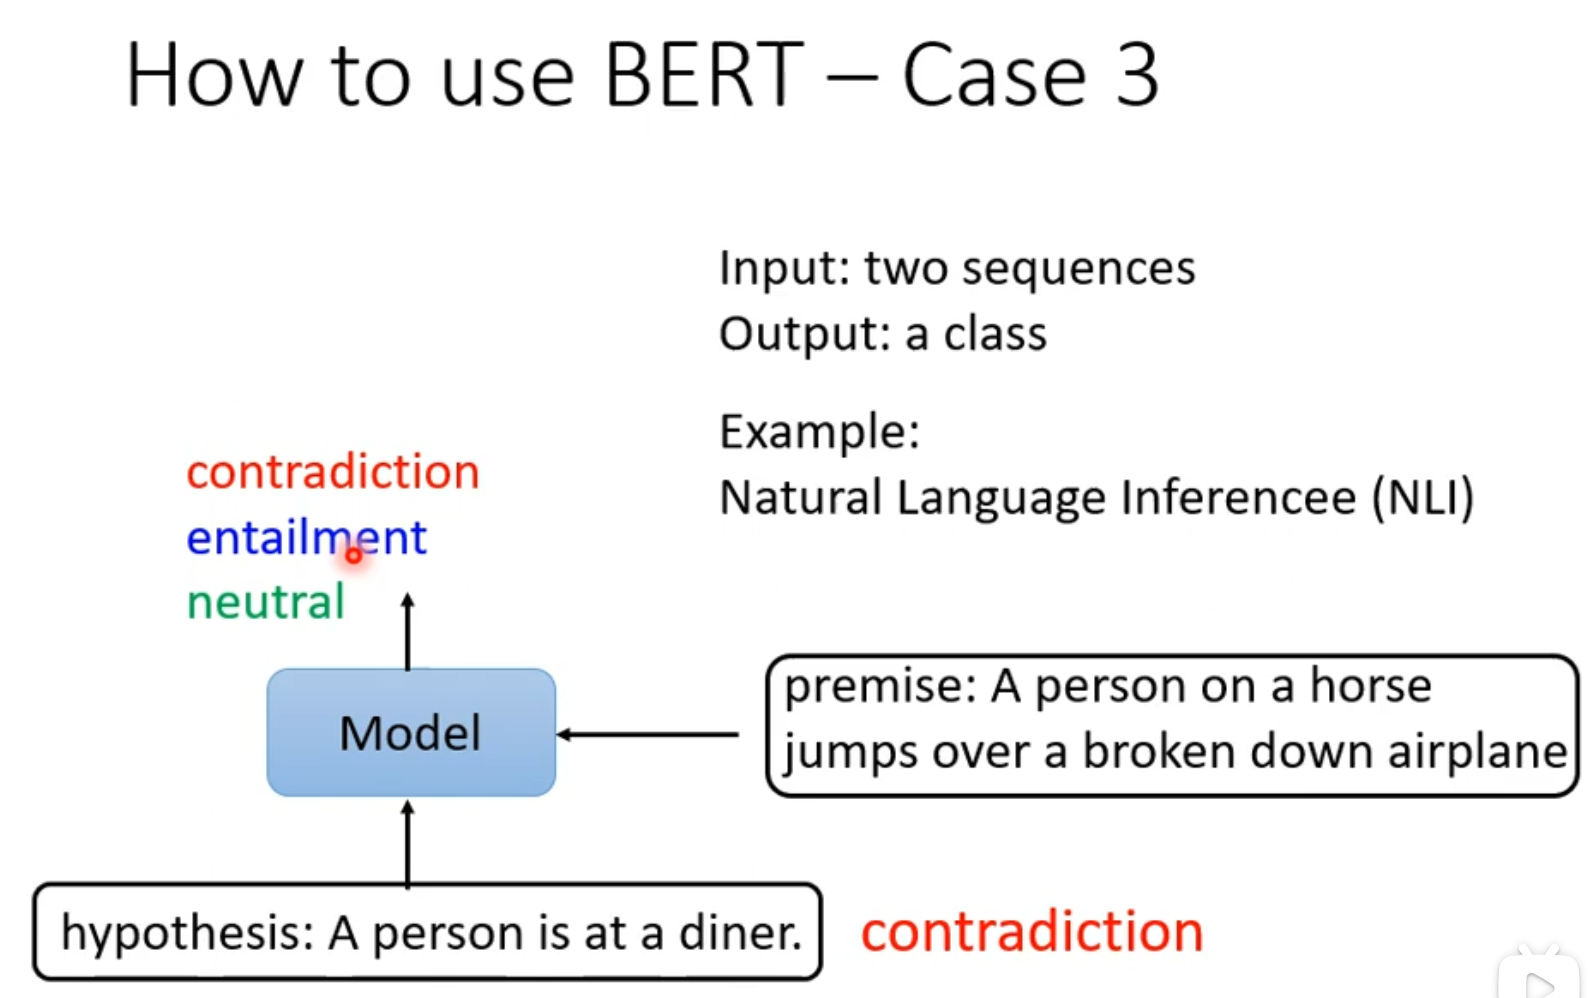 How to use BERT – Case 3
Input: two sequences
Output: a class
Example:
Natural Language Inferencee (NLI)
contradiction
entailment
neutral
Model
premise: A person on a horse
jumps over a broken down airplane
hypothesis: A person is at a diner.
contradiction